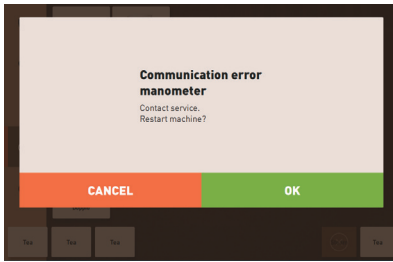 Communication error
manometer
Contact service.
Restart machine?
CANCEL
OK
Tea
Tea
Tea
Tea